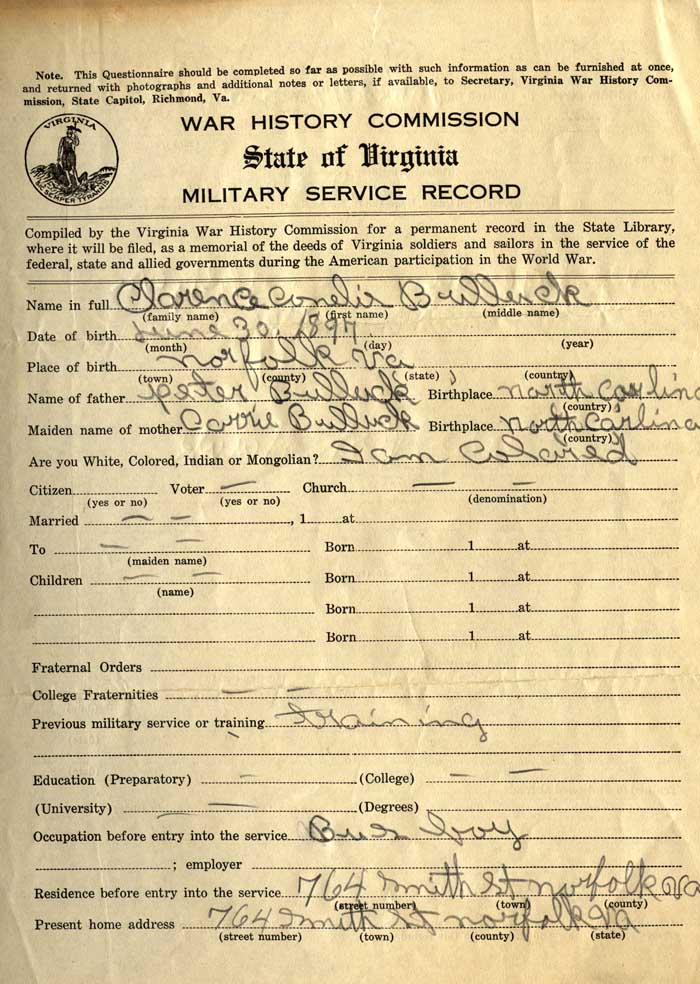 Note. This Questionnaire should be completed so far as possible with such information as can be furnished at once,
and returned with photographs and additional notes or letters, if available, to Secretary, Virginia War History Com-
mission, State Capitol, Richmond, Va.
VIRGINIA
SIC SEMPER TYRANNIS
WAR HISTORY COMMISSION
State of Virginia
MILITARY SERVICE RECORD
Compiled by the Virginia War History Commission for a permanent record in the State Library,
where it will be filed, as a memorial of the deeds of Virginia soldiers and sailors in the service of the
federal, state and allied governments during the American participation in the World War.
Name in full Clarence Conelis Bulluck
(family name) (first name) (middle name)
Date of birth June 30, 1897
(month) (day) (year)
Place of birth Norfolk Va
(town) (county) (state) (country)
Name of father Peter Bulluck Birthplace North Carlina
(country)
Maiden name of mother Carrie Bulluck Birthplace North Carlina
(country)
Are you White, Colored, Indian or Mongolian? I am Colored
Citizen Voter — Church — —
(yes or no) (yes or no) (denomination)
Married — — , 1 at
To — — Born 1 at
(maiden name)
Children — — Born 1 at
(name)
Born 1 at
Born 1 at
Fraternal Orders
College Fraternities — —
Previous military service or training training
Education (Preparatory) — (College) — —
(University) — (Degrees)
Occupation before entry into the service Bus boy
; employer
Residence before entry into the service 764 Smith St Norfolk Va
(street number) (town) (county)
Present home address 764 Smith St Norfolk Va
(street number) (town) (county) (state)